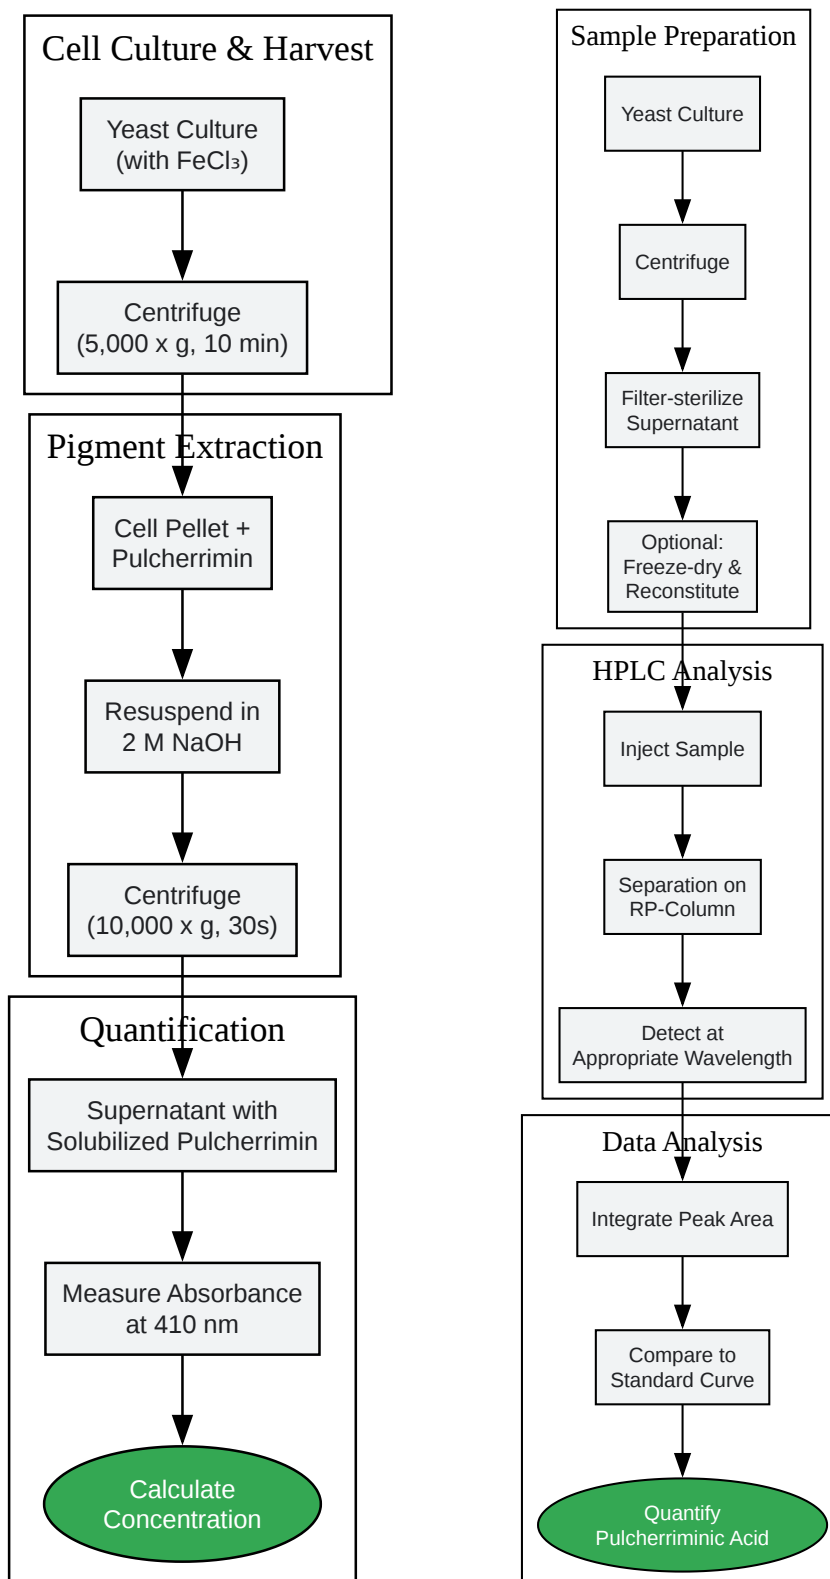 Cell Culture & Harvest
Yeast Culture
(with FeCl₃)
Centrifuge
(5,000 x g, 10 min)
Pigment Extraction
Cell Pellet +
Pulcherrimin
Resuspend in
2 M NaOH
Centrifuge
(10,000 x g, 30s)
Quantification
Supernatant with
Solubilized Pulcherrimin
Measure Absorbance
at 410 nm
Calculate
Concentration
Sample Preparation
Yeast Culture
Centrifuge
Filter-sterilize
Supernatant
Optional:
Freeze-dry &
Reconstitute
HPLC Analysis
Inject Sample
Separation on
RP-Column
Detect at
Appropriate Wavelength
Data Analysis
Integrate Peak Area
Compare to
Standard Curve
Quantify
Pulcherriminic Acid